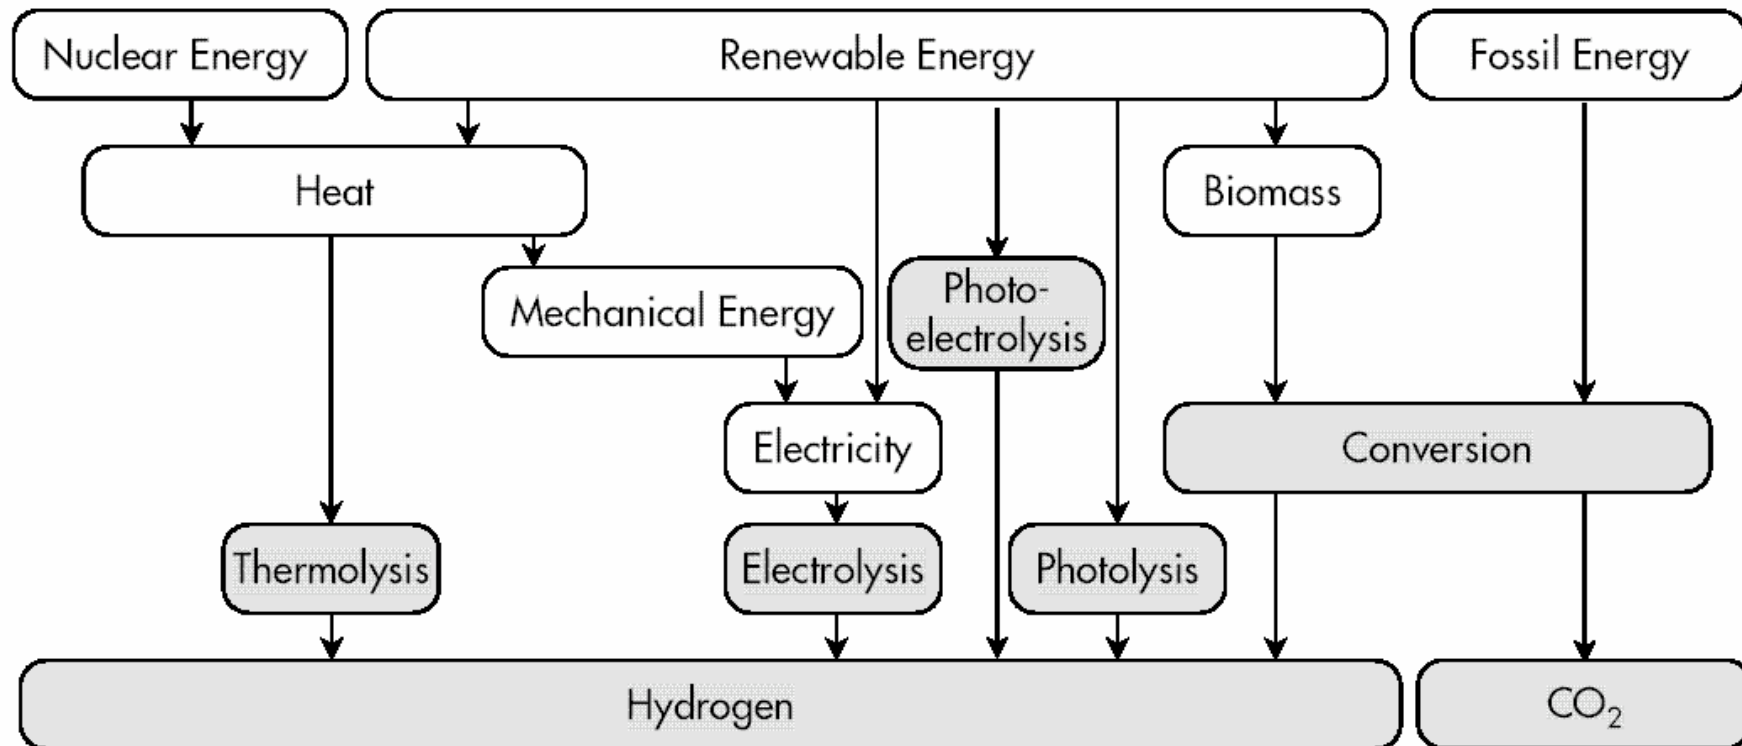 Nuclear Energy
Renewable Energy
Fossil Energy
Heat
Biomass
Mechanical Energy
Photo-
electrolysis
Electricity
Conversion
Thermolysis
Electrolysis
Photolysis
Hydrogen
CO₂